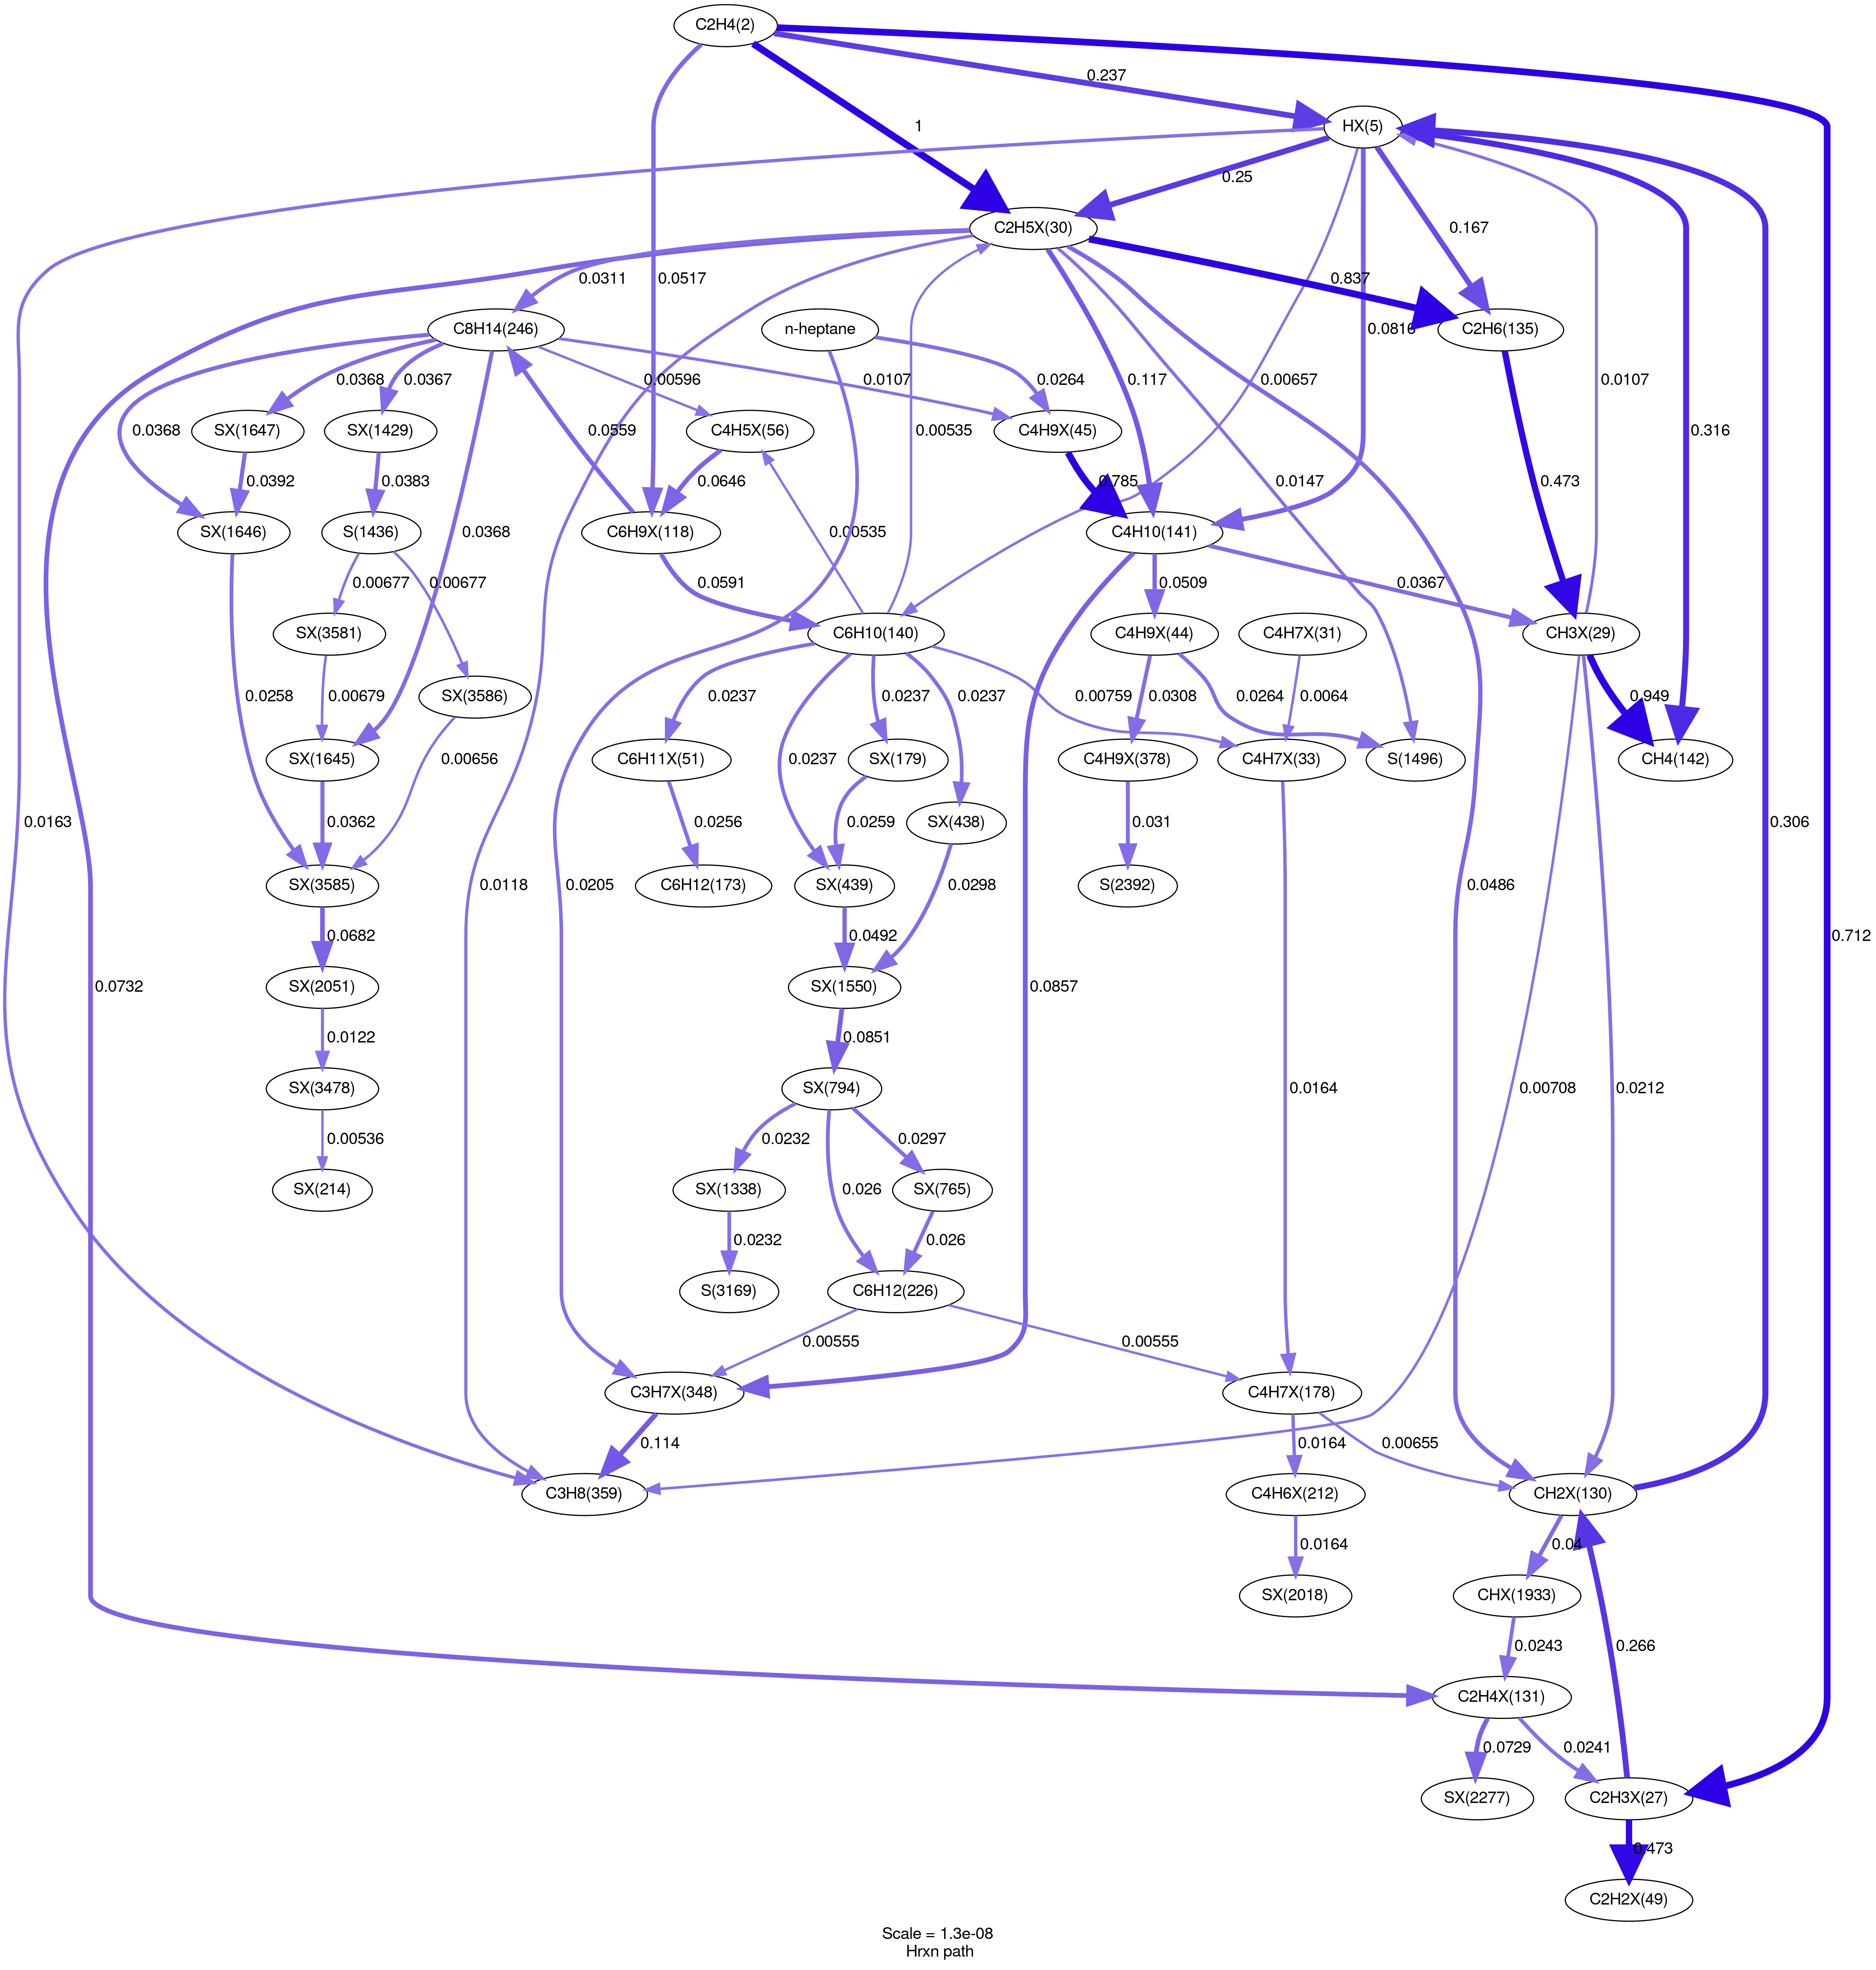 C2H4(2)
0.237
HX(5)
1
0.25
C2H5X(30)
0.167
0.0517
0.0311
0.837
0.0816
C8H14(246)
n-heptane
C2H6(135)
0.0368
0.0367
0.00596
0.0107
0.0264
0.117
0.00657
0.0107
0.316
0.0368
SX(1647)
SX(1429)
0.0559
C4H5X(56)
0.00535
C4H9X(45)
0.0147
0.473
0.0392
0.0383
0.0646
0.785
SX(1646)
S(1436)
0.0368
C6H9X(118)
0.00535
C4H10(141)
0.00677
0.00677
0.0591
0.0509
0.0367
SX(3581)
C6H10(140)
C4H9X(44)
C4H7X(31)
CH3X(29)
0.0258
0.00679
SX(3586)
0.0237
0.0237
0.0237
0.00759
0.0308
0.0064
0.0264
0.949
SX(1645)
0.00656
C6H11X(51)
0.0237
SX(179)
C4H9X(378)
C4H7X(33)
S(1496)
CH4(142)
0.0163
0.0362
0.0118
0.0256
0.0205
0.0259
SX(438)
0.031
0.306
SX(3585)
C6H12(173)
SX(439)
0.0298
S(2392)
0.0486
0.0682
0.0492
0.712
0.0732
SX(2051)
SX(1550)
0.0857
0.0122
0.0851
0.0164
0.00708
0.0212
SX(3478)
SX(794)
0.00536
0.0232
0.026
0.0297
SX(214)
SX(1338)
SX(765)
0.0232
0.026
S(3169)
C6H12(226)
0.00555
0.00555
C3H7X(348)
C4H7X(178)
0.114
0.0164
0.00655
C3H8(359)
C4H6X(212)
CH2X(130)
0.0164
0.04
SX(2018)
CHX(1933)
0.0243
0.266
C2H4X(131)
0.0729
0.0241
SX(2277)
C2H3X(27)
0.473
C2H2X(49)
Scale = 1.3e-08
Hrxn path